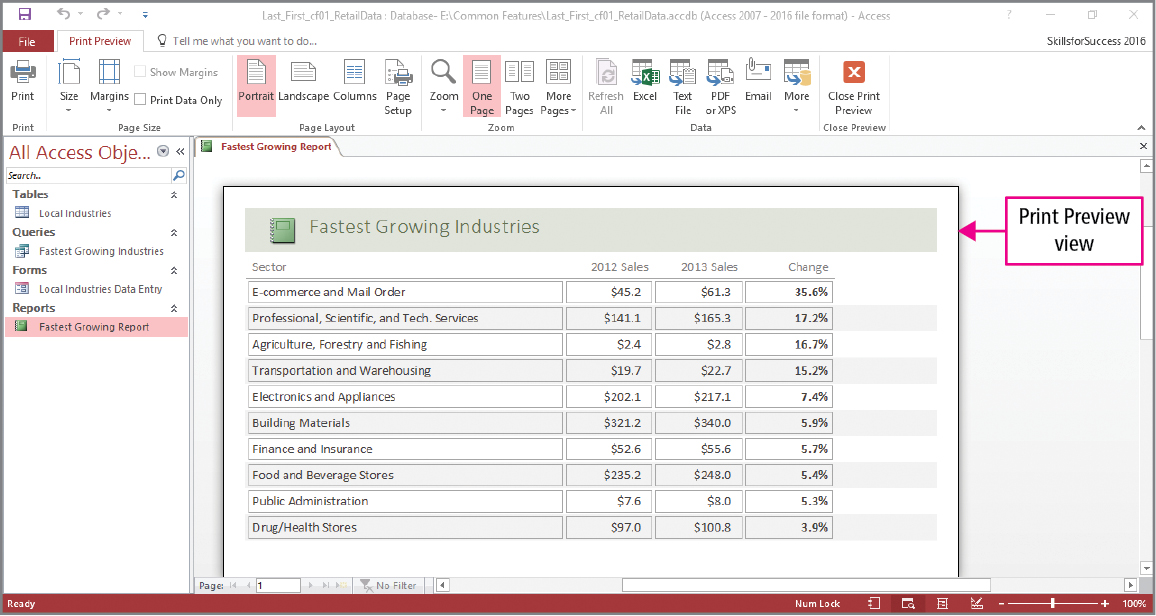 Last_First_cf01_RetailData : Database- E:\Common Features\Last_First_cf01_RetailData.accdb (Access 2007 - 2016 file format) - Access
File Print Preview Tell me what you want to do... SkillsforSuccess 2016
Show Margins
Print Data Only
Print Size Margins Portrait Landscape Columns Page Setup Zoom One Page Two Pages More Pages Refresh All Excel Text File PDF or XPS Email More Close Print Preview
Print Page Size Page Layout Zoom Data Close Preview
All Access Obje...
Search..
Tables
Local Industries
Queries
Fastest Growing Industries
Forms
Local Industries Data Entry
Reports
Fastest Growing Report
Fastest Growing Report
Fastest Growing Industries
Sector 2012 Sales 2013 Sales Change
E-commerce and Mail Order $45.2 $61.3 35.6%
Professional, Scientific, and Tech. Services $141.1 $165.3 17.2%
Agriculture, Forestry and Fishing $2.4 $2.8 16.7%
Transportation and Warehousing $19.7 $22.7 15.2%
Electronics and Appliances $202.1 $217.1 7.4%
Building Materials $321.2 $340.0 5.9%
Finance and Insurance $52.6 $55.6 5.7%
Food and Beverage Stores $235.2 $248.0 5.4%
Public Administration $7.6 $8.0 5.3%
Drug/Health Stores $97.0 $100.8 3.9%
Print Preview
view
Page: 1 No Filter
Ready Num Lock 100%